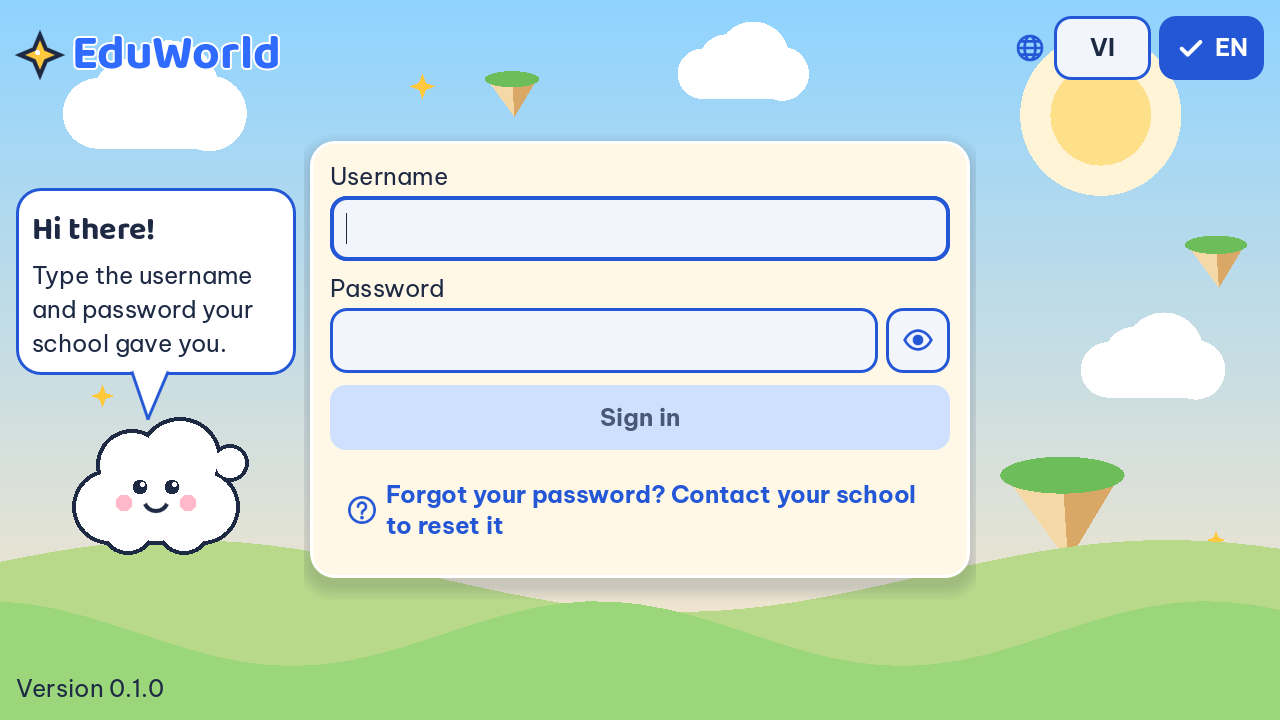 EduWorld
VI
EN
Hi there!
Type the username
and password your
school gave you.
Username
Password
Sign in
Forgot your password? Contact your school
to reset it
Version 0.1.0